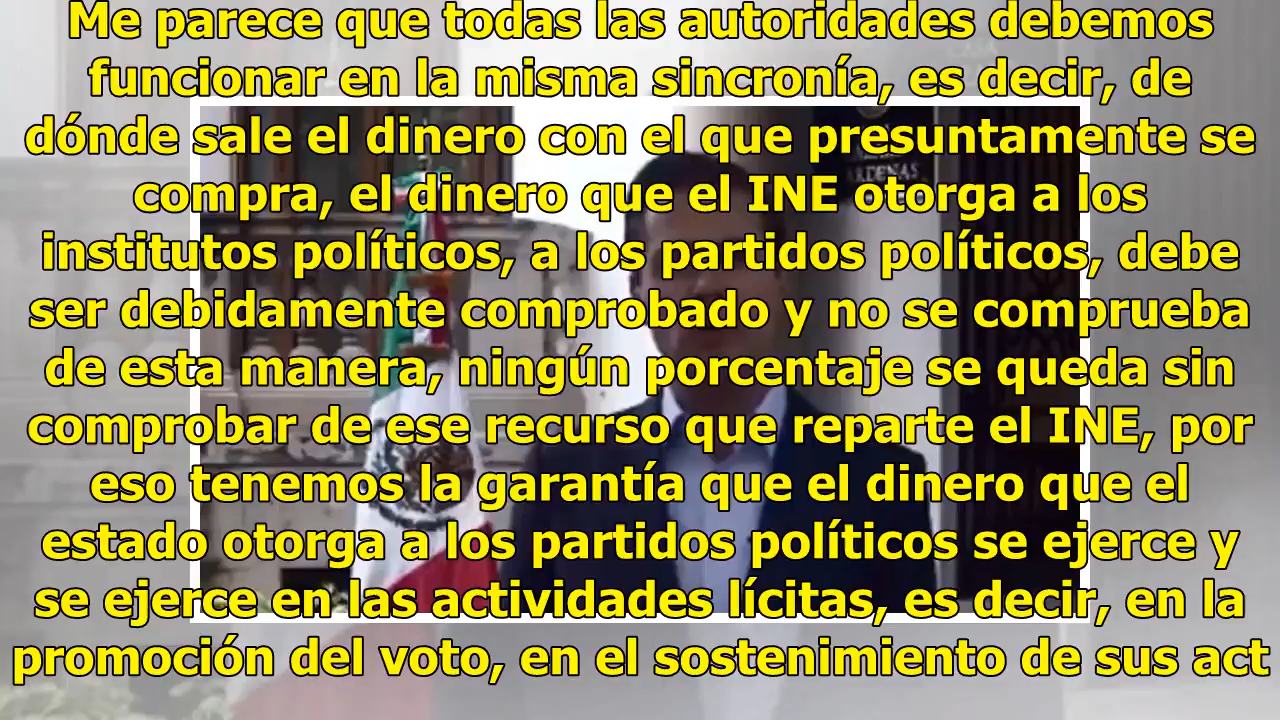 Me parece que todas las autoridades debemos
funcionar en la misma sincronía, es decir, de
dónde sale el dinero con el que presuntamente se
compra, el dinero que el INE otorga a los
institutos políticos, a los partidos políticos, debe
ser debidamente comprobado y no se comprueba
de esta manera, ningún porcentaje se queda sin
comprobar de ese recurso que reparte el INE, por
eso tenemos la garantía que el dinero que el
estado otorga a los partidos políticos se ejerce y
se ejerce en las actividades lícitas, es decir, en la
promoción del voto, en el sostenimiento de sus act